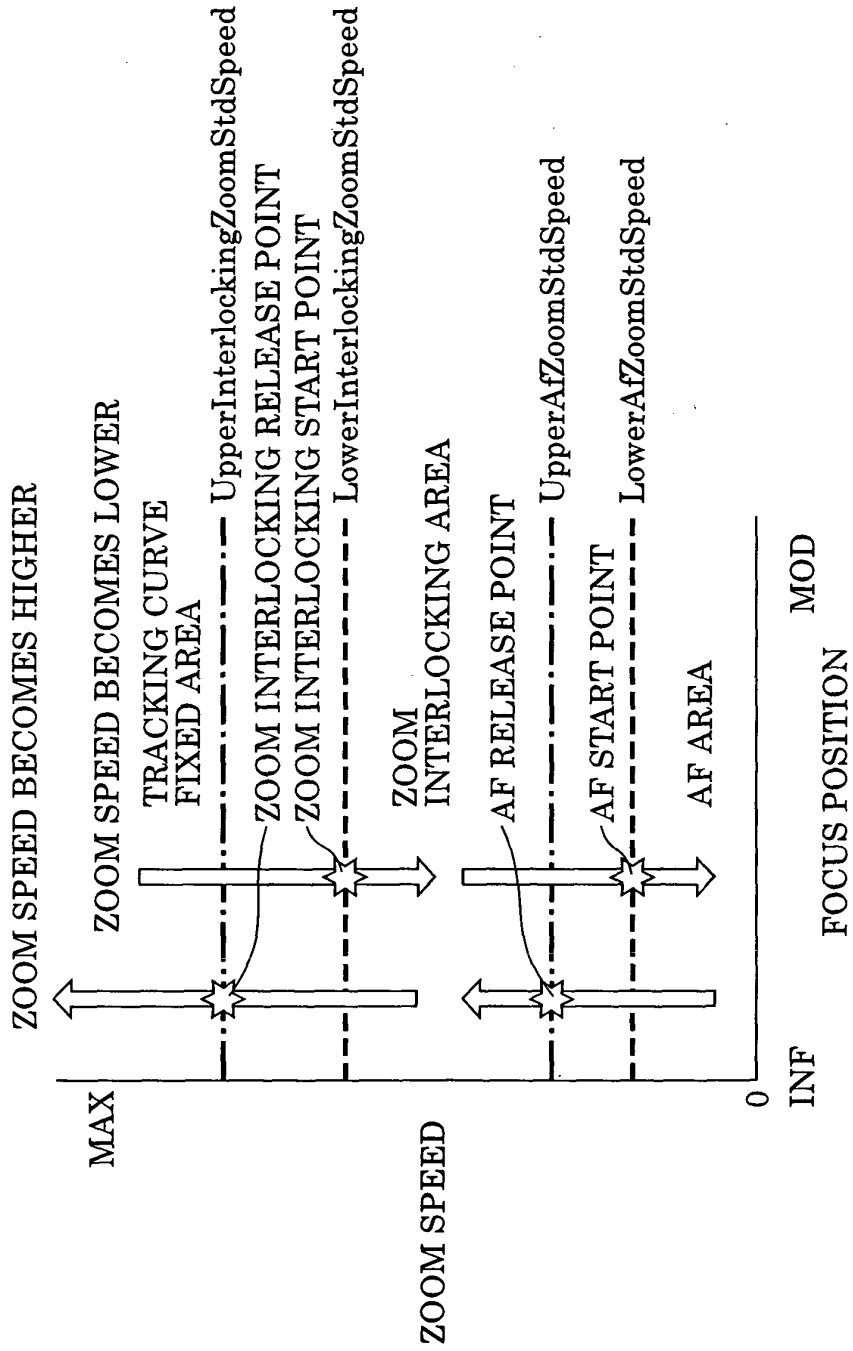 ZOOM SPEED BECOMES HIGHER
ZOOM SPEED BECOMES LOWER
MAX
TRACKING CURVE
FIXED AREA
UpperInterlockingZoomStdSpeed
ZOOM INTERLOCKING RELEASE POINT
ZOOM INTERLOCKING START POINT
LowerInterlockingZoomStdSpeed
ZOOM SPEED
ZOOM
INTERLOCKING AREA
AF RELEASE POINT
UpperAfZoomStdSpeed
AF START POINT
LowerAfZoomStdSpeed
AF AREA
0
INF
MOD
FOCUS POSITION